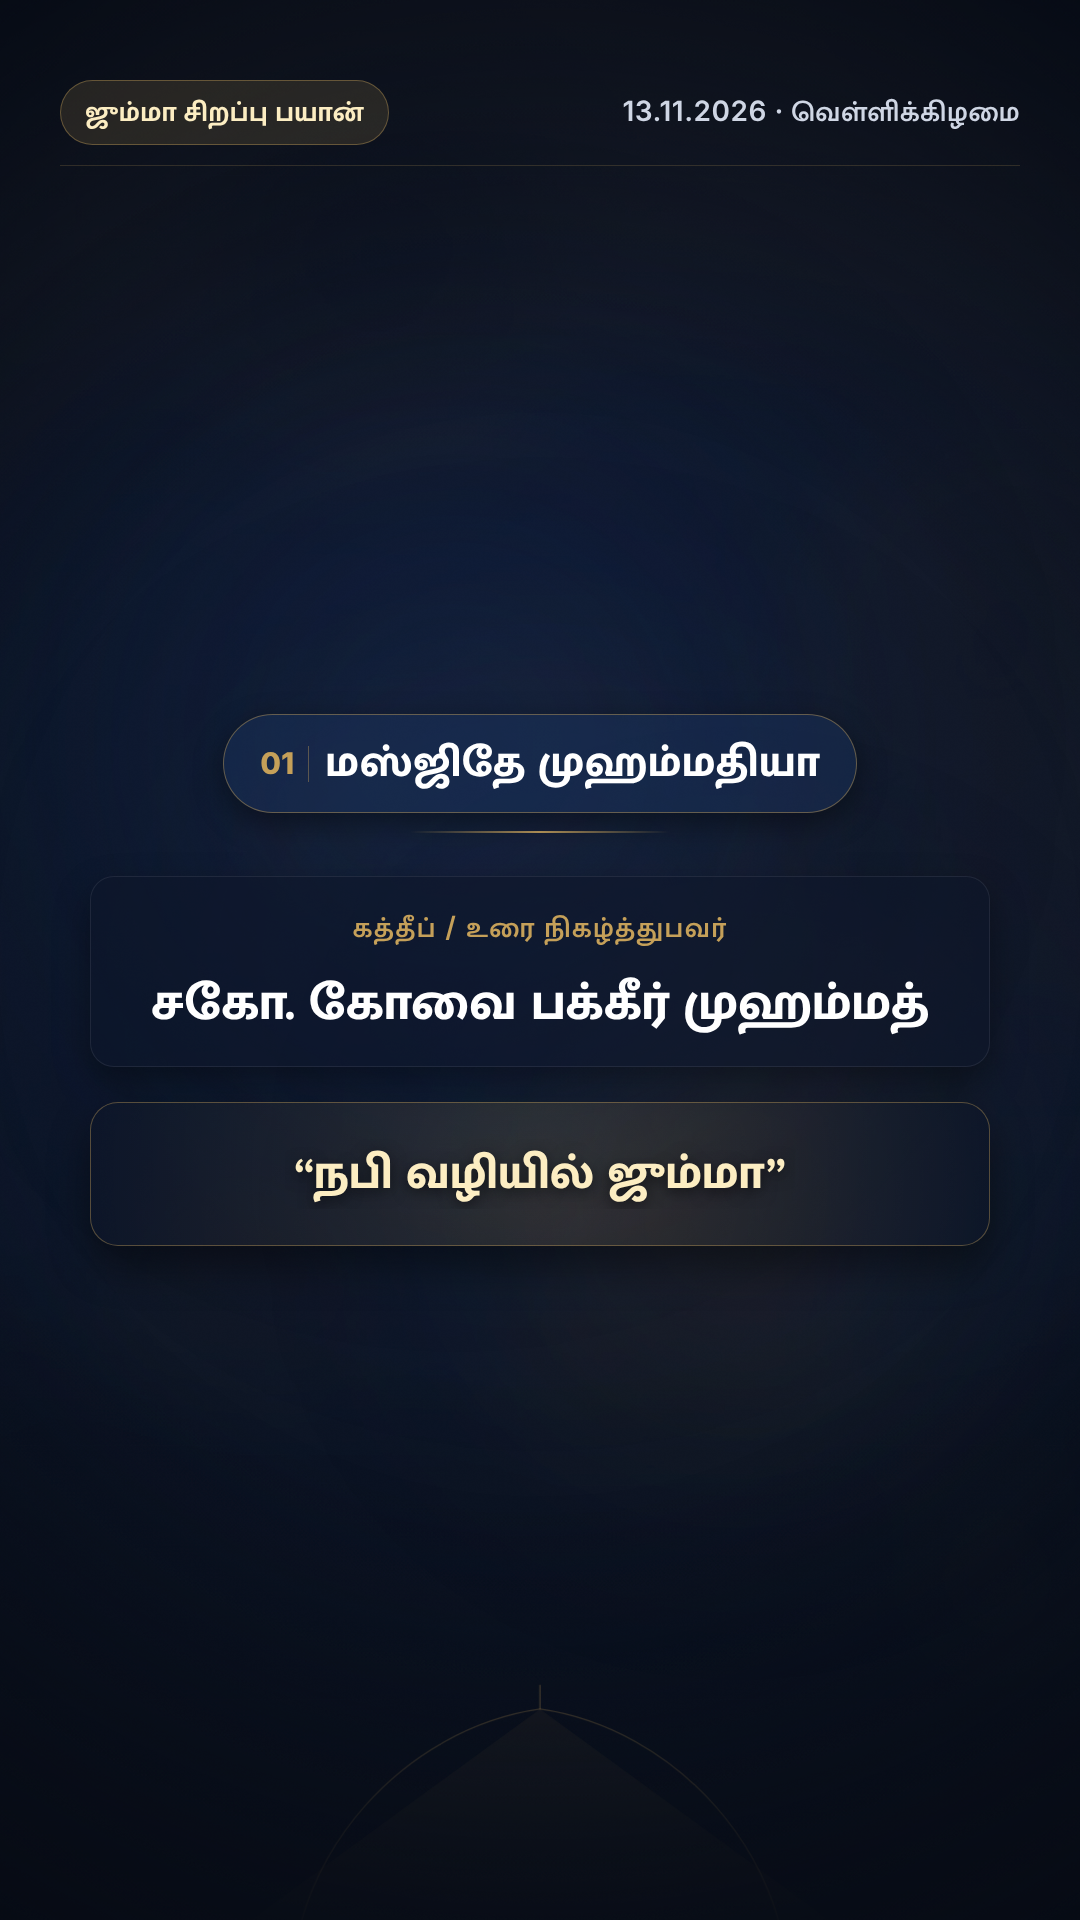 ஜும்மா சிறப்பு பயான்
13.11.2026 · வெள்ளிக்கிழமை
01 மஸ்ஜிதே முஹம்மதியா
கத்தீப் / உரை நிகழ்த்துபவர்
சகோ. கோவை பக்கீர் முஹம்மத்
“நபி வழியில் ஜும்மா”